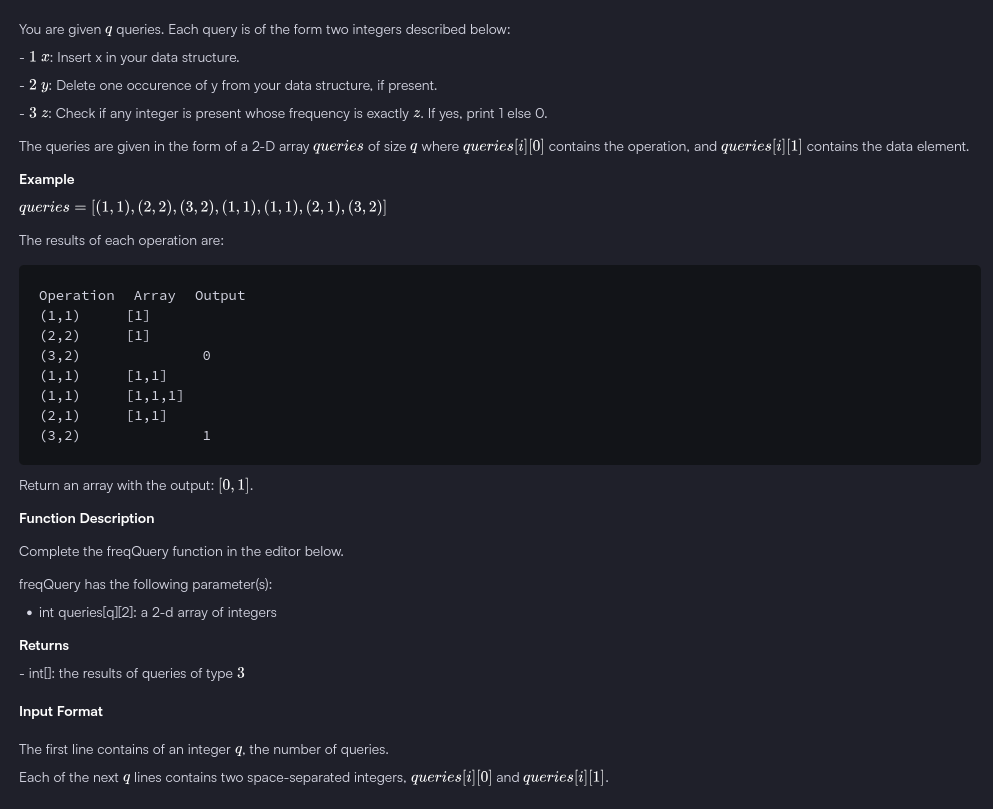 You are given q queries. Each query is of the form two integers described below:
- 1 x: Insert x in your data structure.
- 2 y: Delete one occurence of y from your data structure, if present.
- 3 z: Check if any integer is present whose frequency is exactly z. If yes, print 1 else 0.
The queries are given in the form of a 2-D array queries of size q where queries[i][0] contains the operation, and queries[i][1] contains the data element.
Example
queries = [(1, 1), (2, 2), (3, 2), (1, 1), (1, 1), (2, 1), (3, 2)]
The results of each operation are:
Operation Array Output
(1,1) [1]
(2,2) [1]
(3,2) 0
(1,1) [1,1]
(1,1) [1,1,1]
(2,1) [1,1]
(3,2) 1
Return an array with the output: [0, 1].
Function Description
Complete the freqQuery function in the editor below.
freqQuery has the following parameter(s):
• int queries[q][2]: a 2-d array of integers
Returns
- int[]: the results of queries of type 3
Input Format
The first line contains of an integer q, the number of queries.
Each of the next q lines contains two space-separated integers, queries[i][0] and queries[i][1].